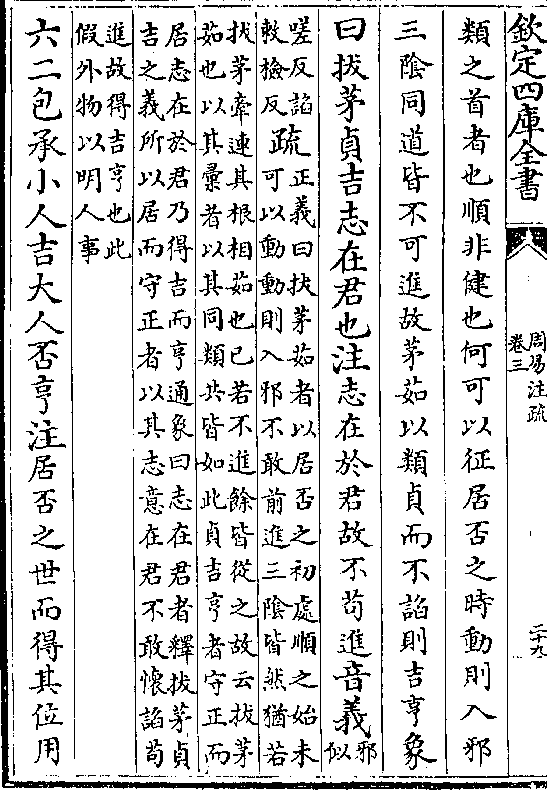 欽定四庫全書
周易注疏
卷三
二十九
類之首者也順非健也何可以征居否之時動則入邪
三陰同道皆不可進故茅茹以類貞而不諂則吉亨象
曰拔茅貞吉志在君也注志在於君故不苟進音義邪似
嗟反諂
敕檢反
疏
正義曰拔茅茹者以居否之初處順之始未
可以動動則入邪不敢前進三陰皆然猶若
拔茅牽連其根相茹也已若不進餘皆從之故云拔茅
茹也以其彙者以其同類共皆如此貞吉亨者守正而
居志在於君乃得吉而亨通象曰志在君者釋拔茅貞
吉之義所以居而守正者以其志意在君不敢懷諂苟
進故得吉亨也此
假外物以明人事
六二包承小人吉大人否亨注居否之世而得其位用